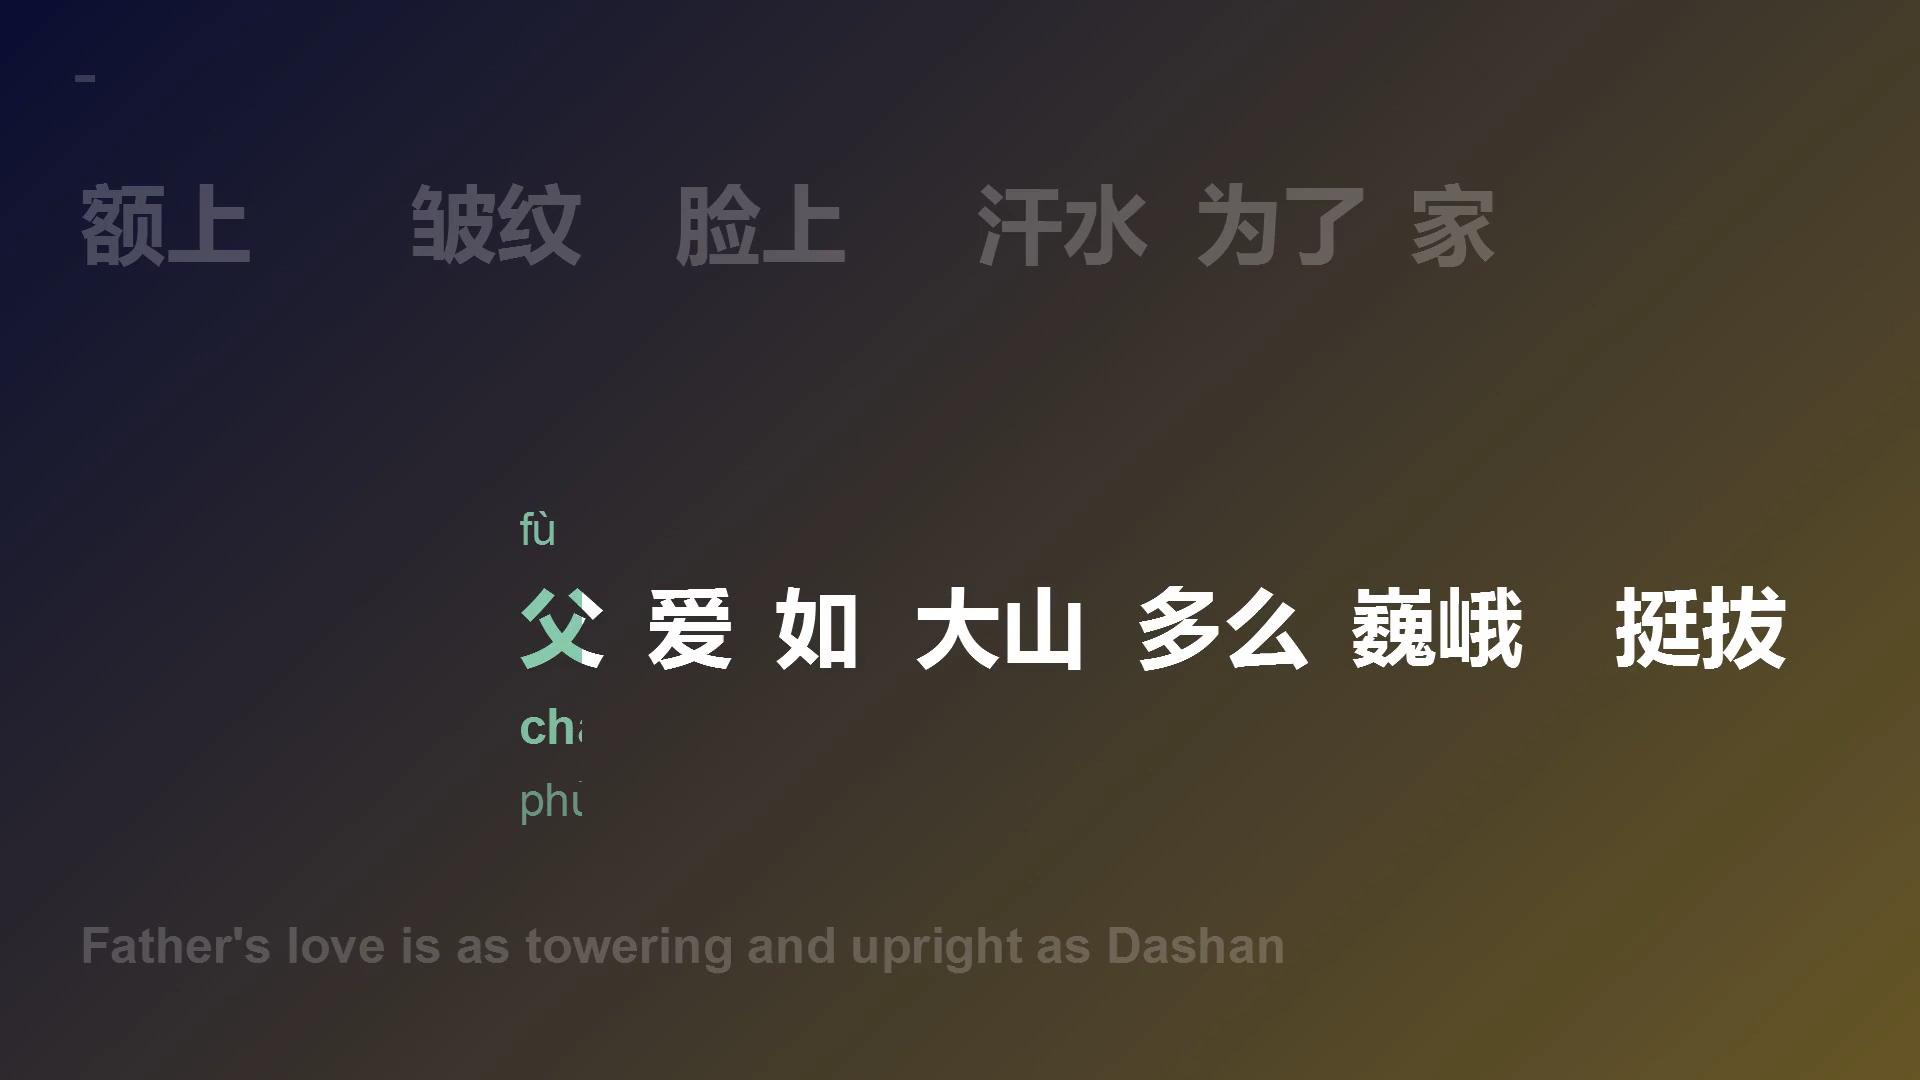 -
额上 皱纹 脸上 汗水 为了 家
fù
父 爱 如 大山 多么 巍峨 挺拔
Father's love is as towering and upright as Dashan